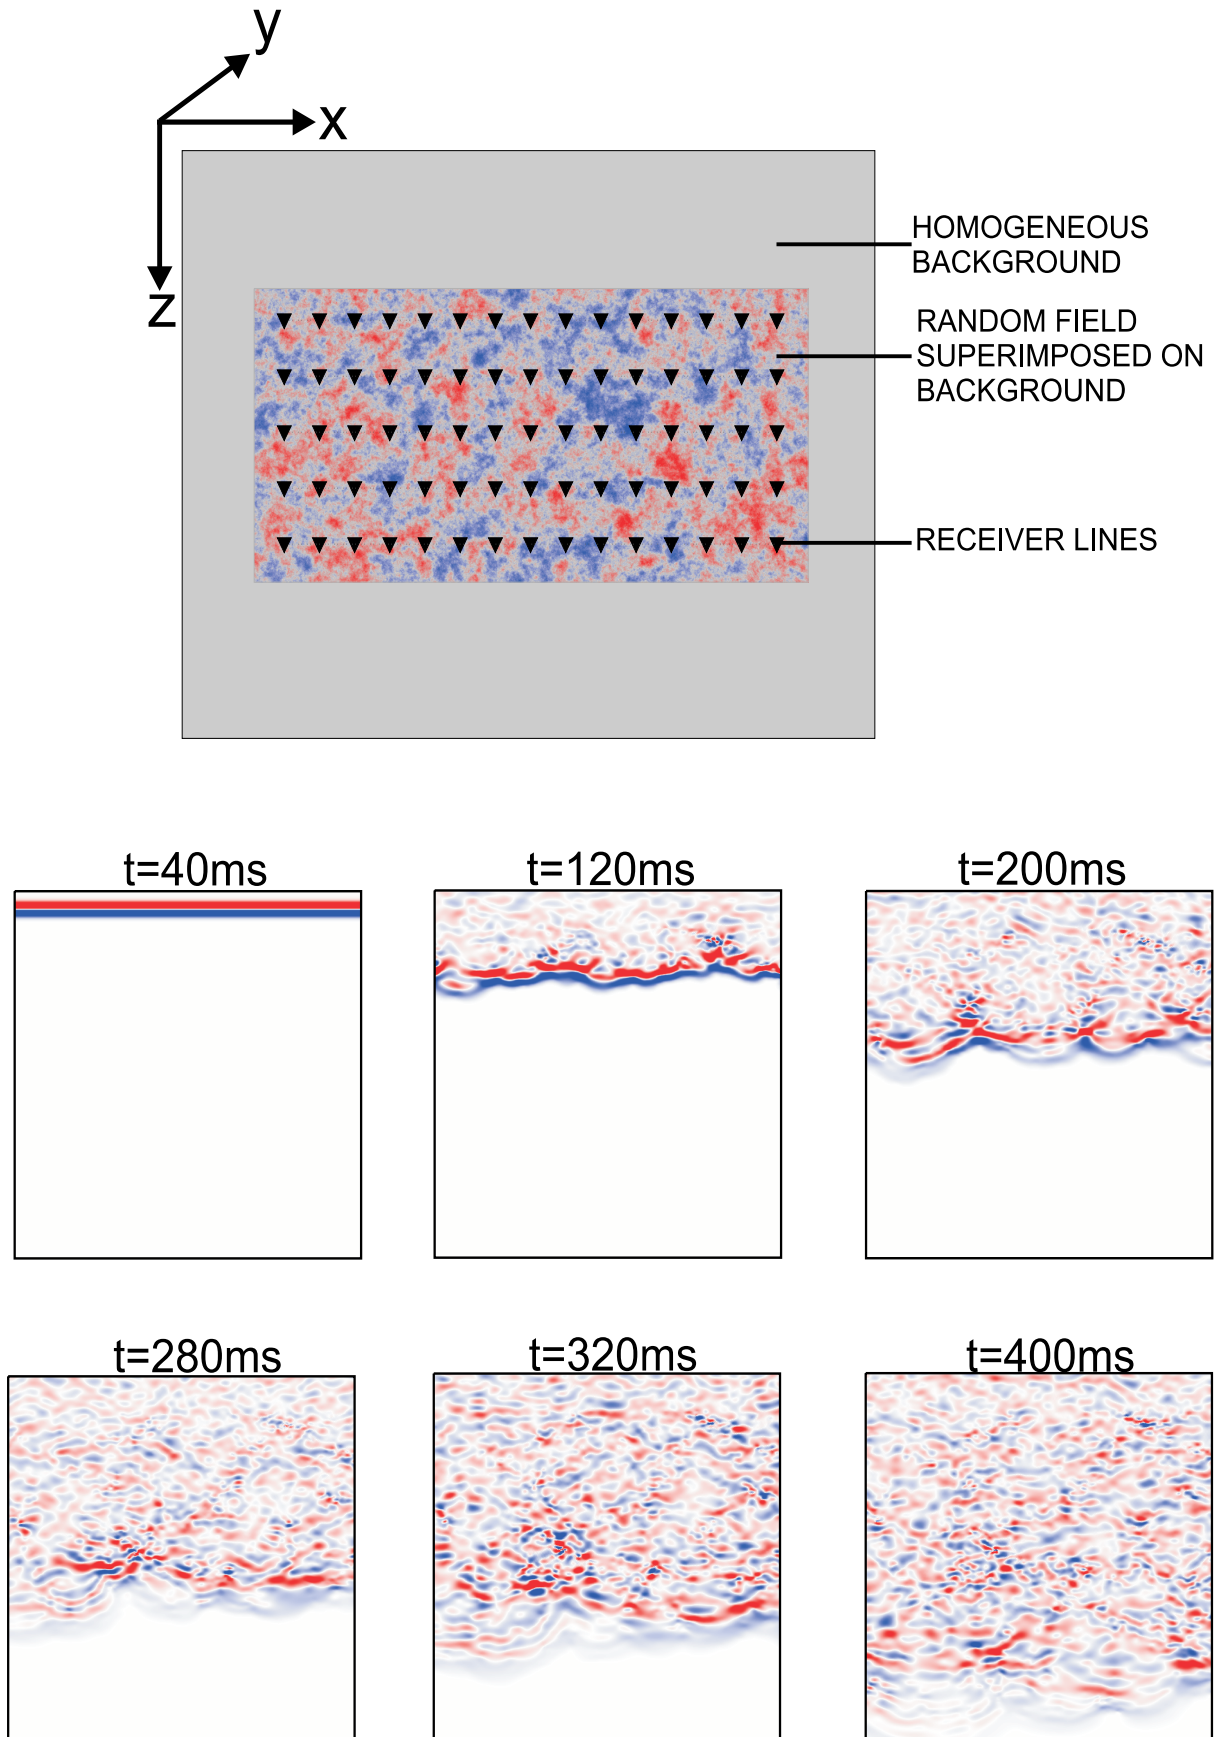 y
x
z
HOMOGENEOUS
BACKGROUND
RANDOM FIELD
SUPERIMPOSED ON
BACKGROUND
RECEIVER LINES
t=40ms
t=120ms
t=200ms
t=280ms
t=320ms
t=400ms